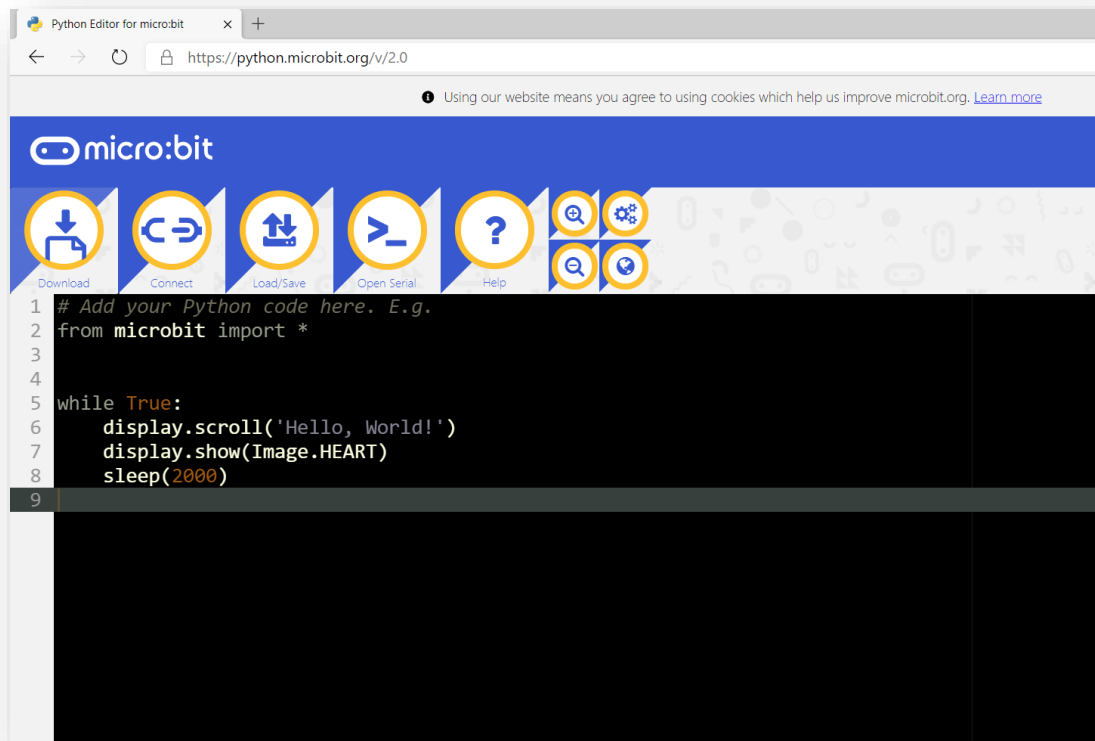 Python Editor for micro:bit
https://python.microbit.org/v/2.0
Using our website means you agree to using cookies which help us improve microbit.org. Learn more
micro:bit
Download Connect Load/Save Open Serial Help
1 # Add your Python code here. E.g.
2 from microbit import *
3
4
5 while True:
6     display.scroll('Hello, World!')
7     display.show(Image.HEART)
8     sleep(2000)
9